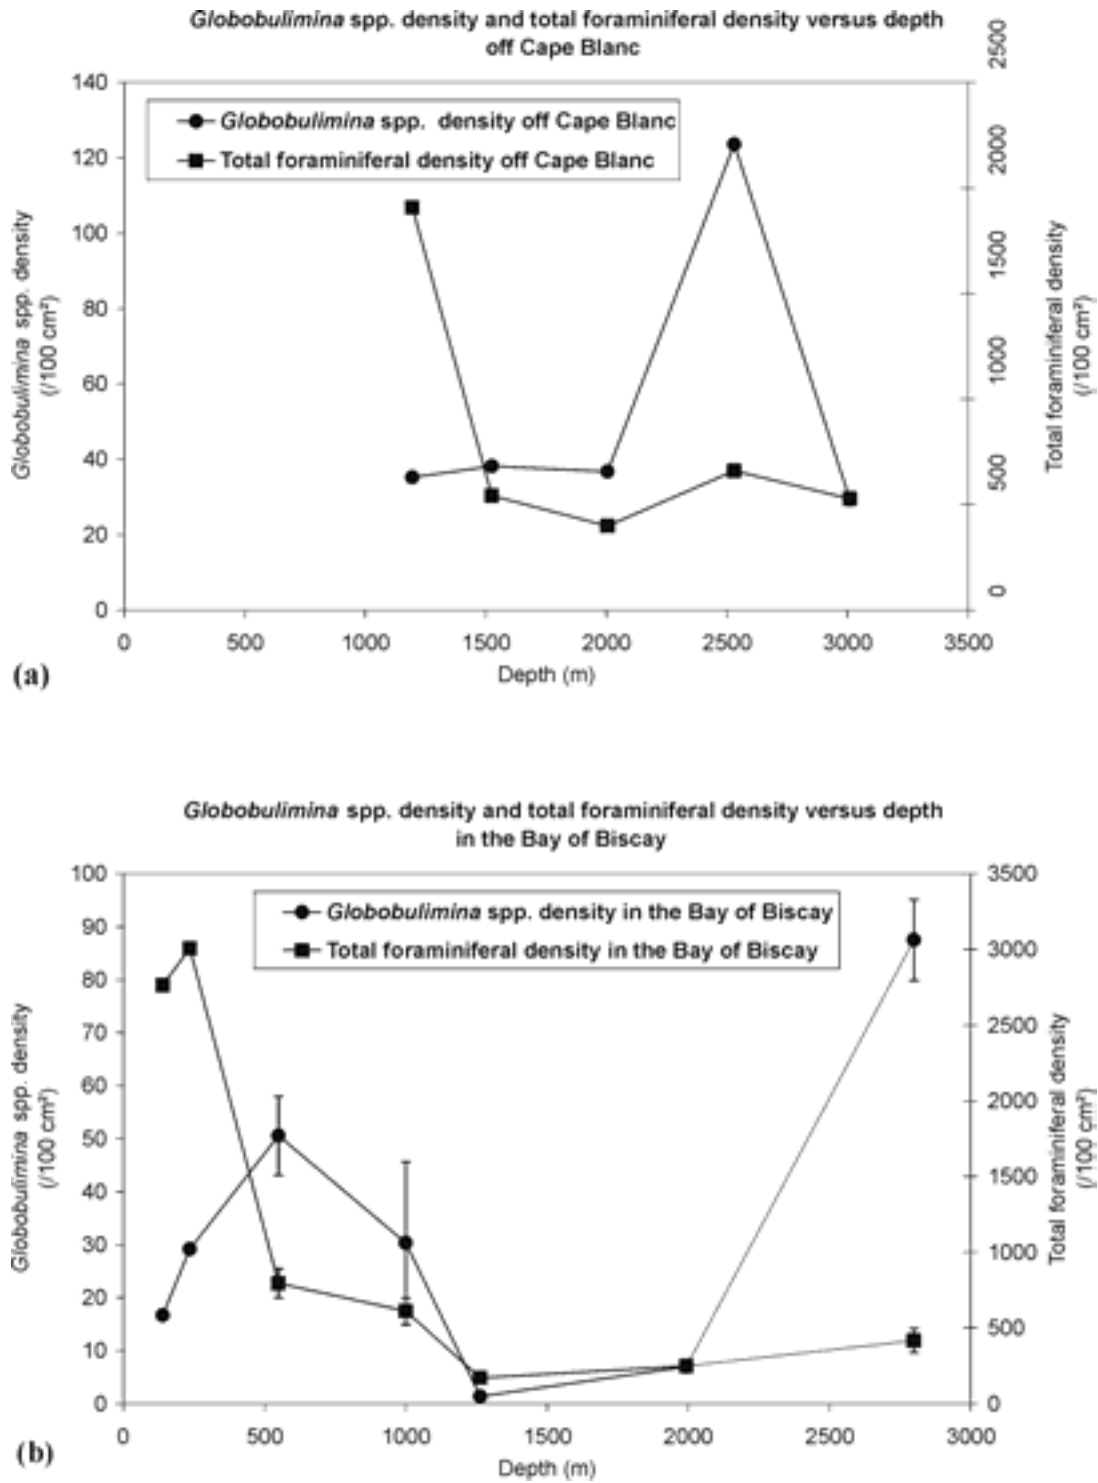 Globobulimina spp. density and total foraminiferal density versus depth
off Cape Blanc
Globobulimina spp. density off Cape Blanc
Total foraminiferal density off Cape Blanc
Globobulimina spp. density
(/100 cm²)
140
120
100
80
60
40
20
0
2500
2000
1500
1000
500
0
Total foraminiferal density
(/100 cm²)
0 500 1000 1500 2000 2500 3000 3500
Depth (m)
(a)
Globobulimina spp. density and total foraminiferal density versus depth
in the Bay of Biscay
Globobulimina spp. density in the Bay of Biscay
Total foraminiferal density in the Bay of Biscay
Globobulimina spp. density
(/100 cm²)
100
90
80
70
60
50
40
30
20
10
0
3500
3000
2500
2000
1500
1000
500
0
Total foraminiferal density
(/100 cm²)
0 500 1000 1500 2000 2500 3000
Depth (m)
(b)